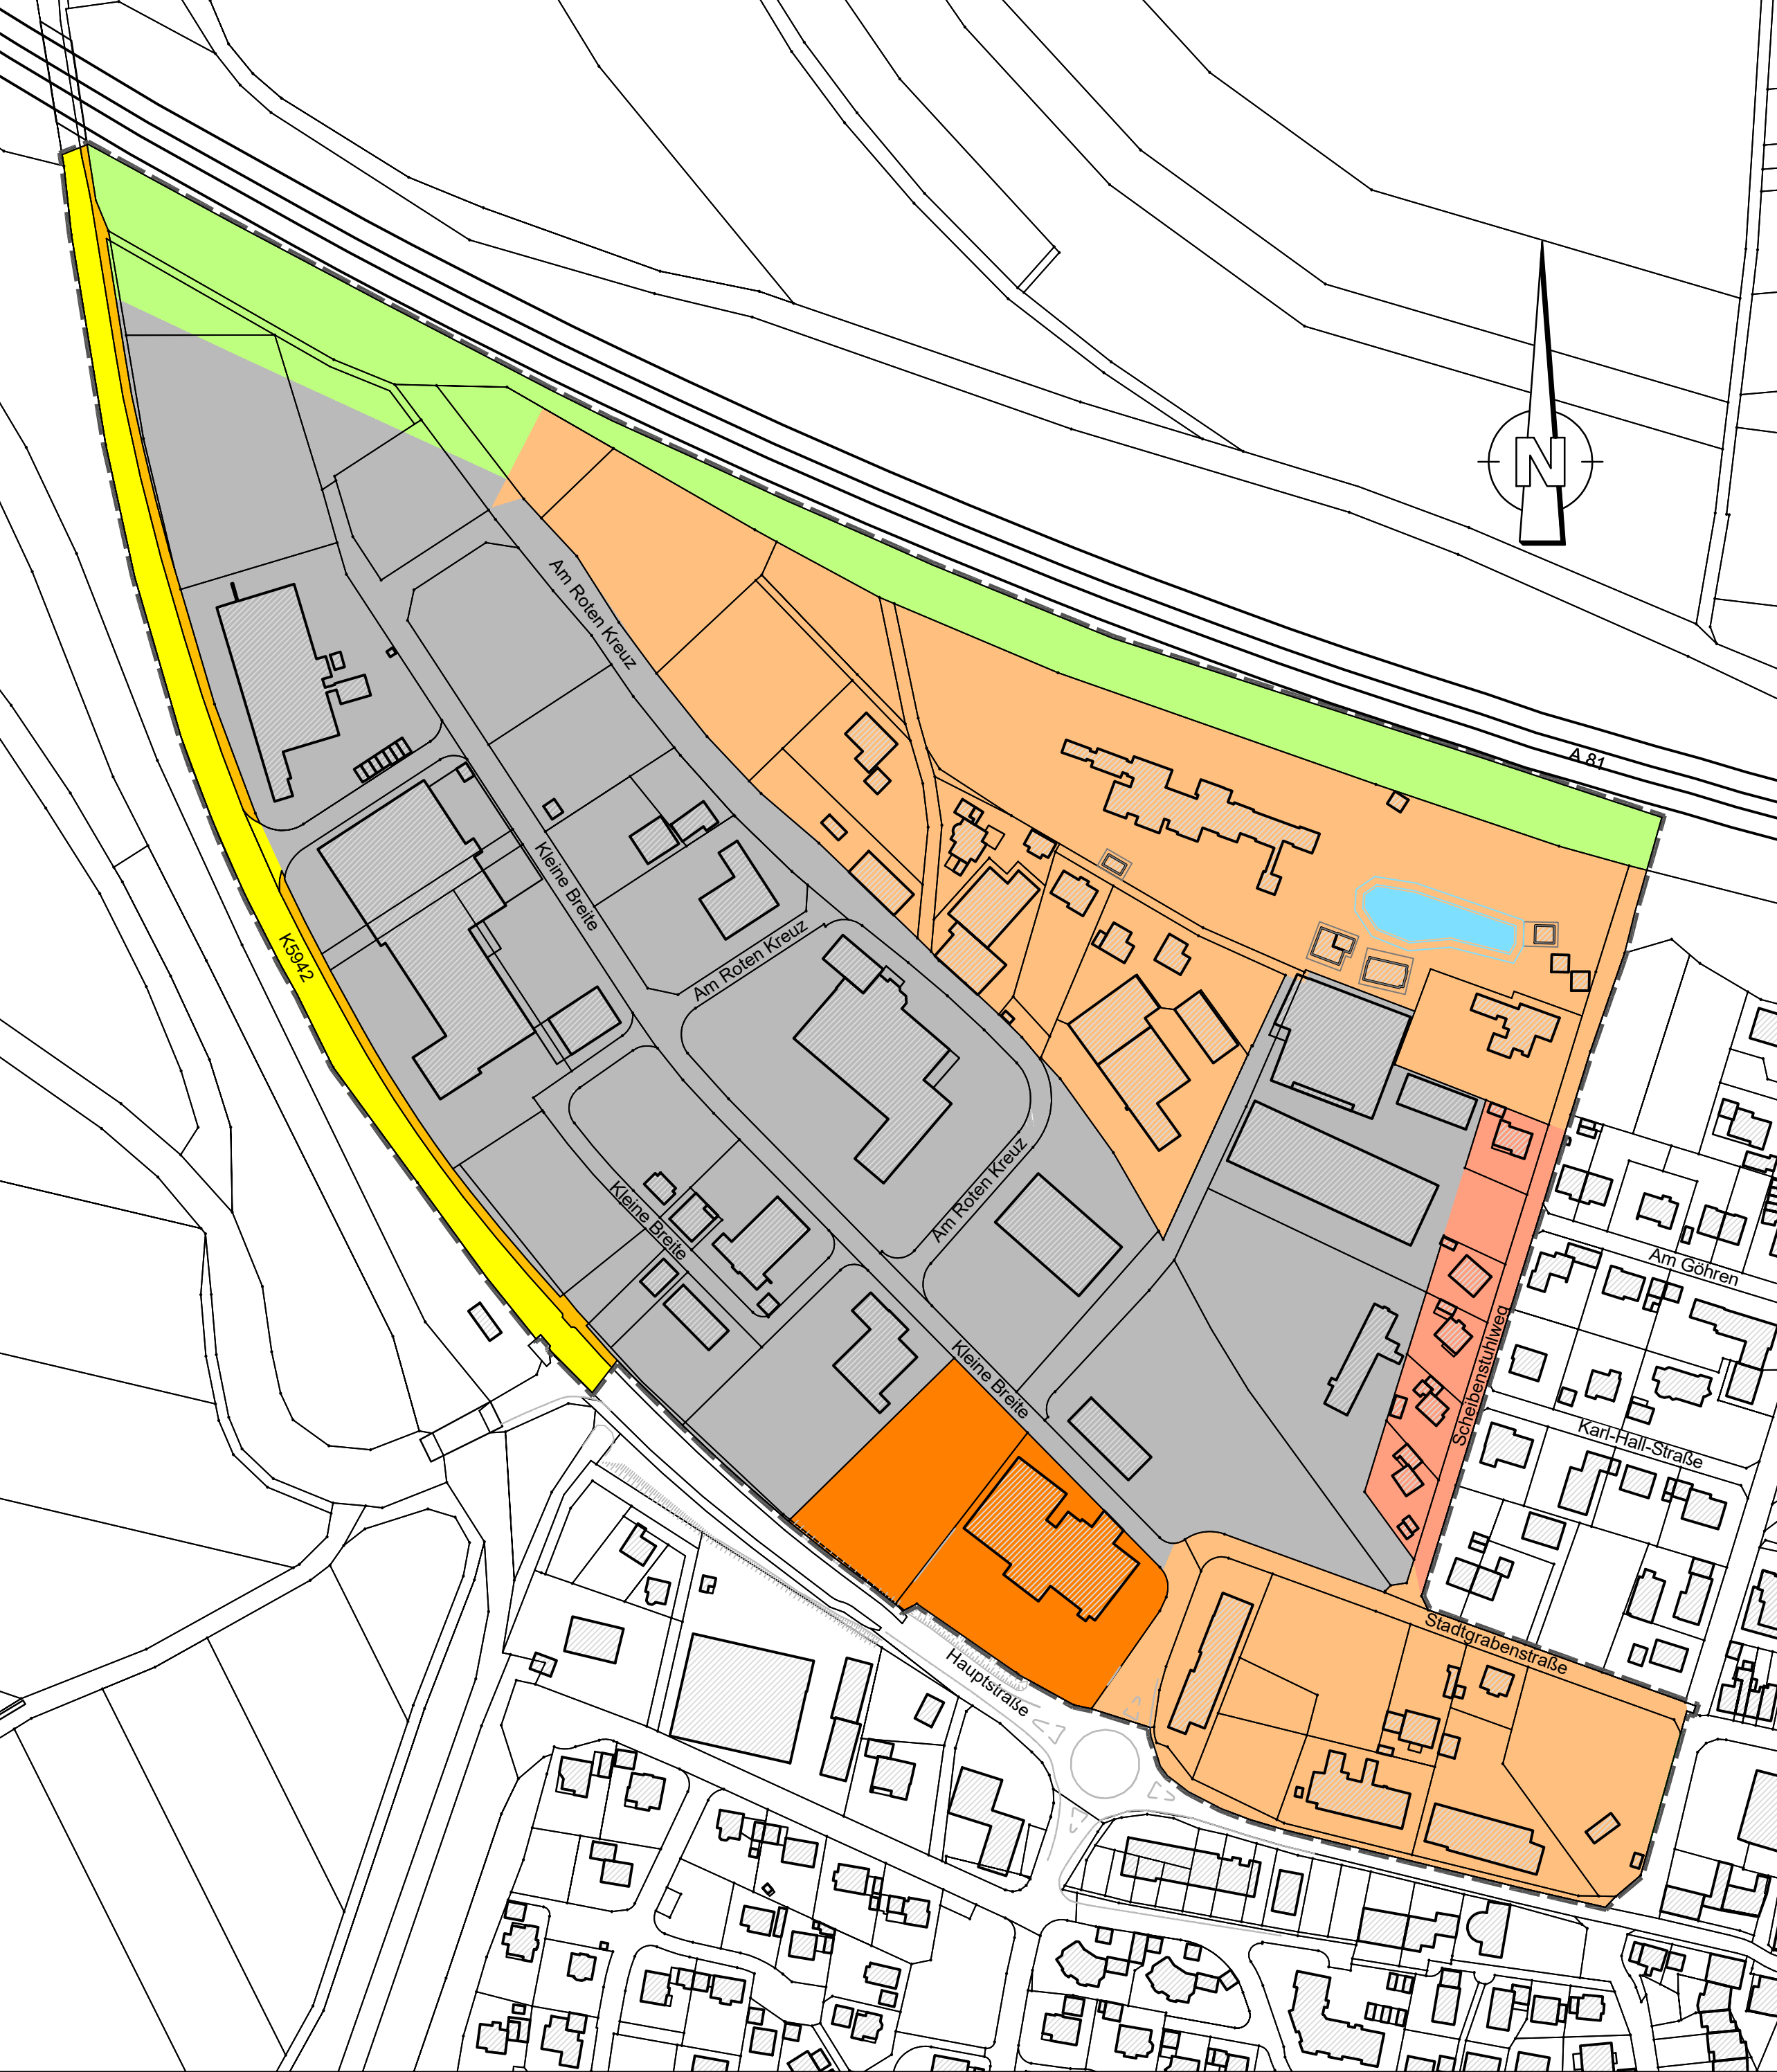 N
Am Roten Kreuz
A 81
Kleine Breite
Am Roten Kreuz
K5942
Am Roten Kreuz
Kleine Breite
Am Göhren
Scheibenstuhlweg
Kleine Breite
Karl-Hall-Straße
Stadtgrabenstraße
Hauptstraße